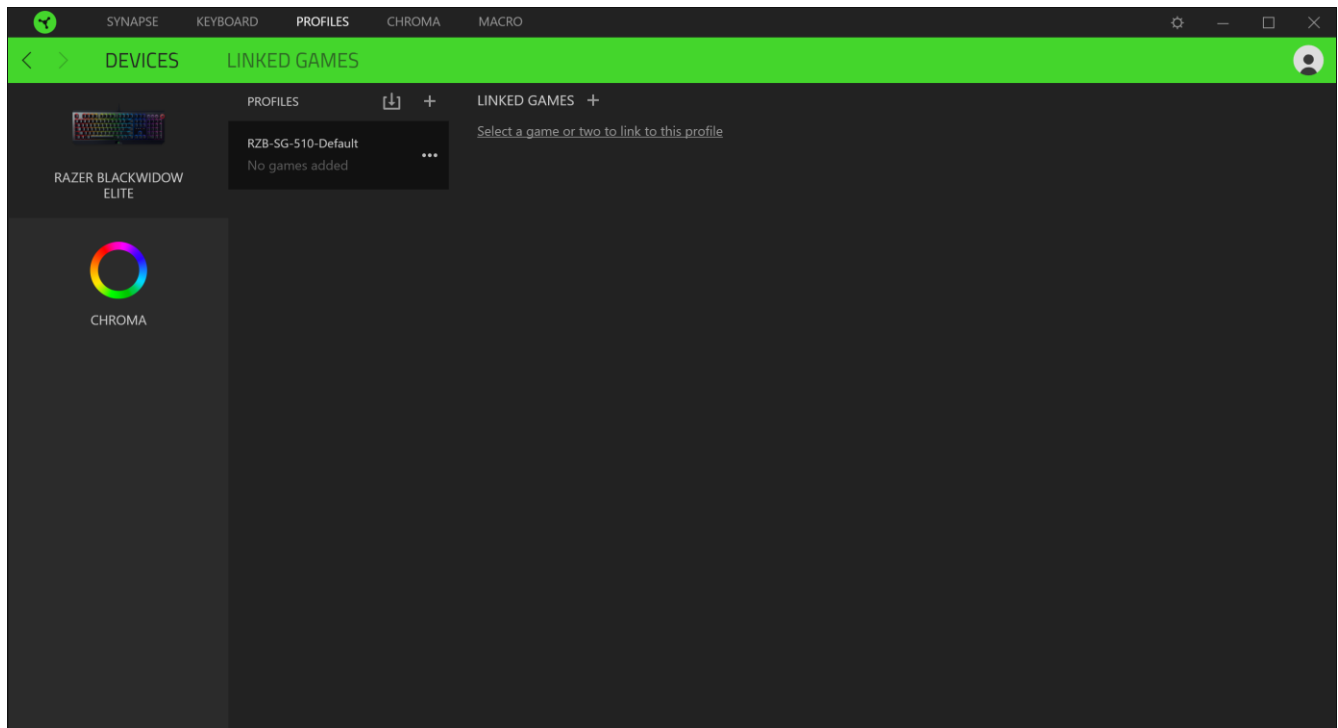 SYNAPSE KEYBOARD PROFILES CHROMA MACRO
DEVICES LINKED GAMES
RAZER BLACKWIDOW
ELITE
CHROMA
PROFILES
RZB-SG-510-Default
No games added
LINKED GAMES +
Select a game or two to link to this profile